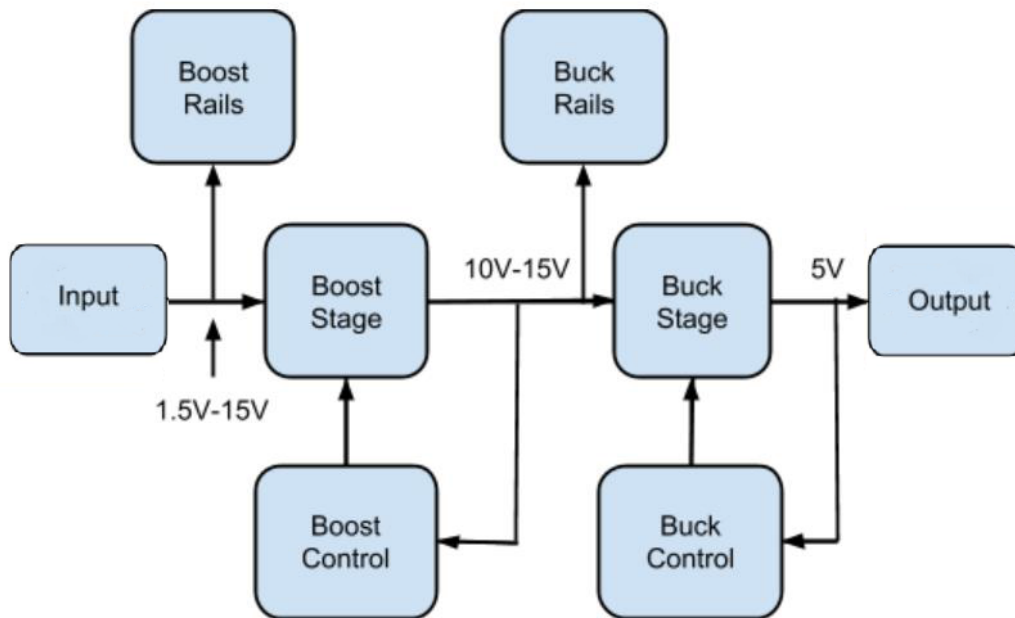 Boost
Rails
Buck
Rails
Input
Boost
Stage
10V-15V
Buck
Stage
5V
Output
1.5V-15V
Boost
Control
Buck
Control